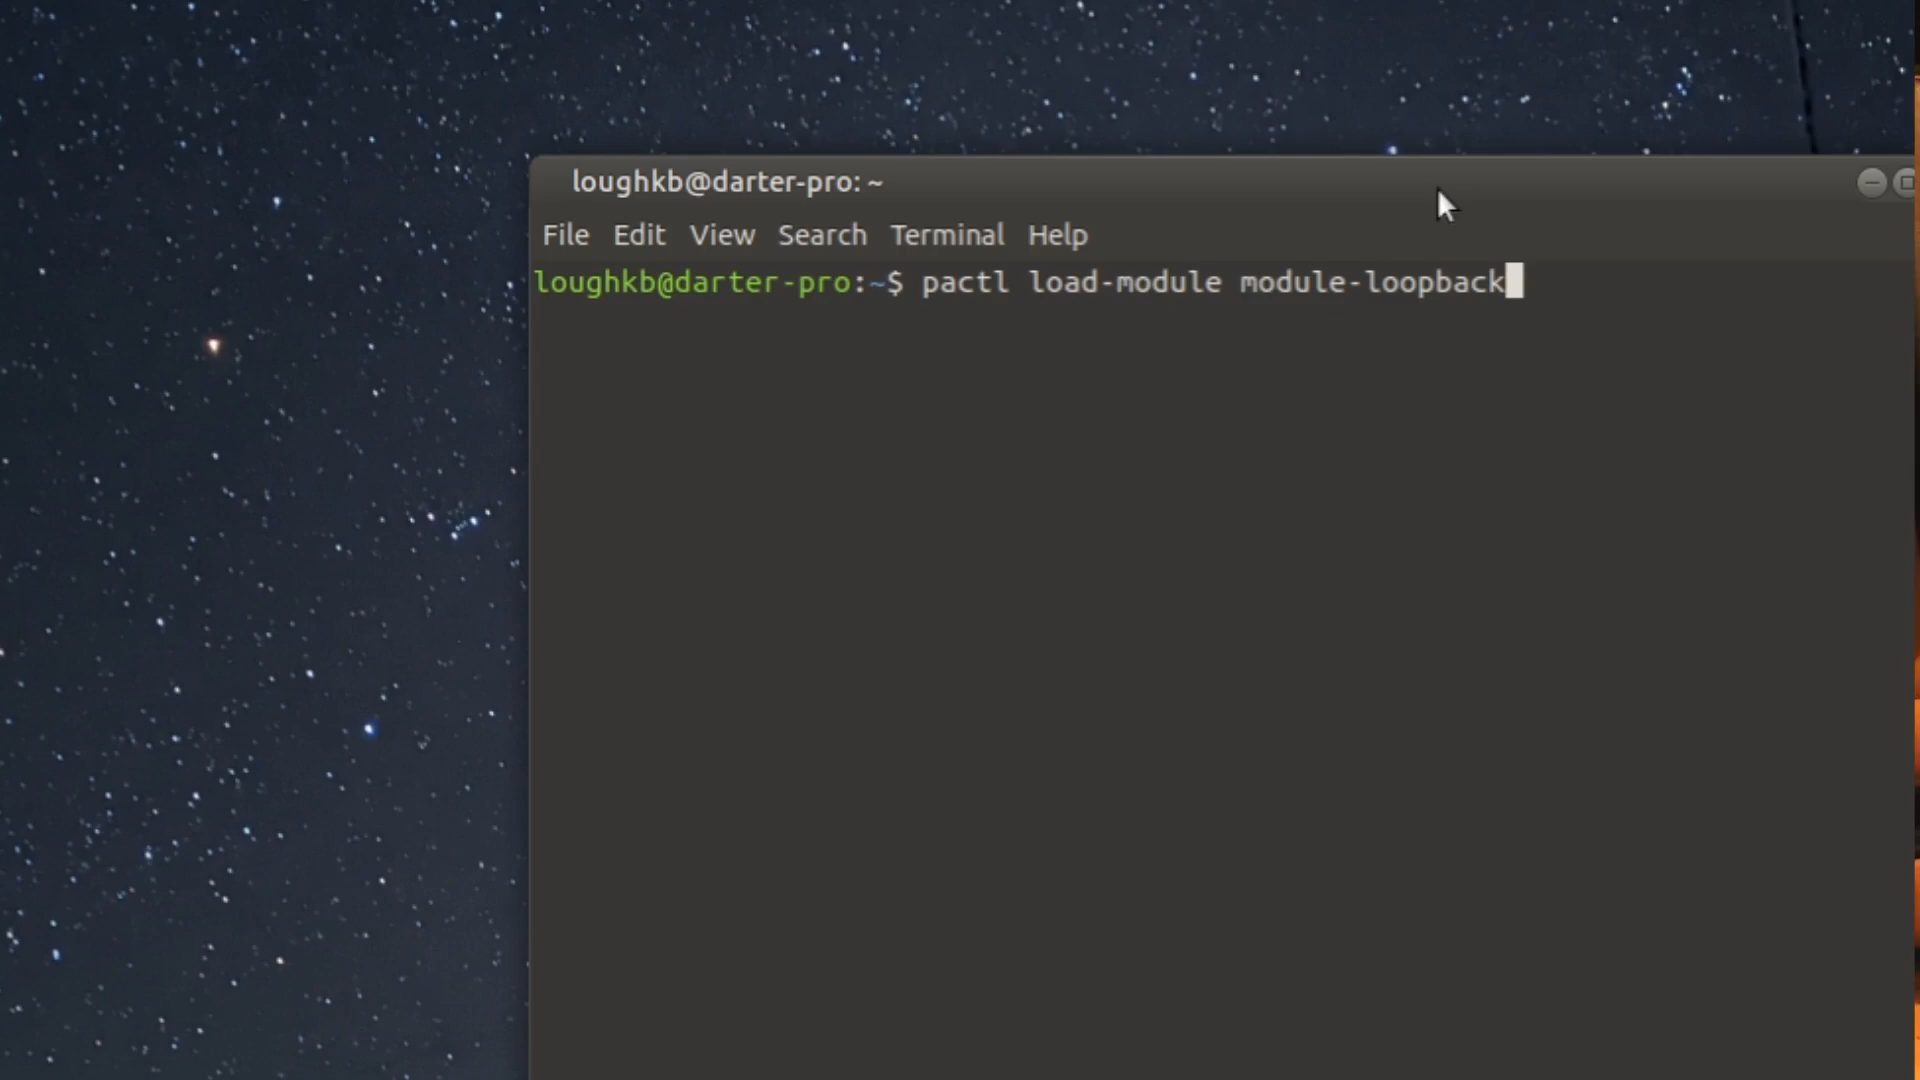 loughkb@darter-pro: ~
File Edit View Search Terminal Help
loughkb@darter-pro:~$ pactl load-module module-loopback